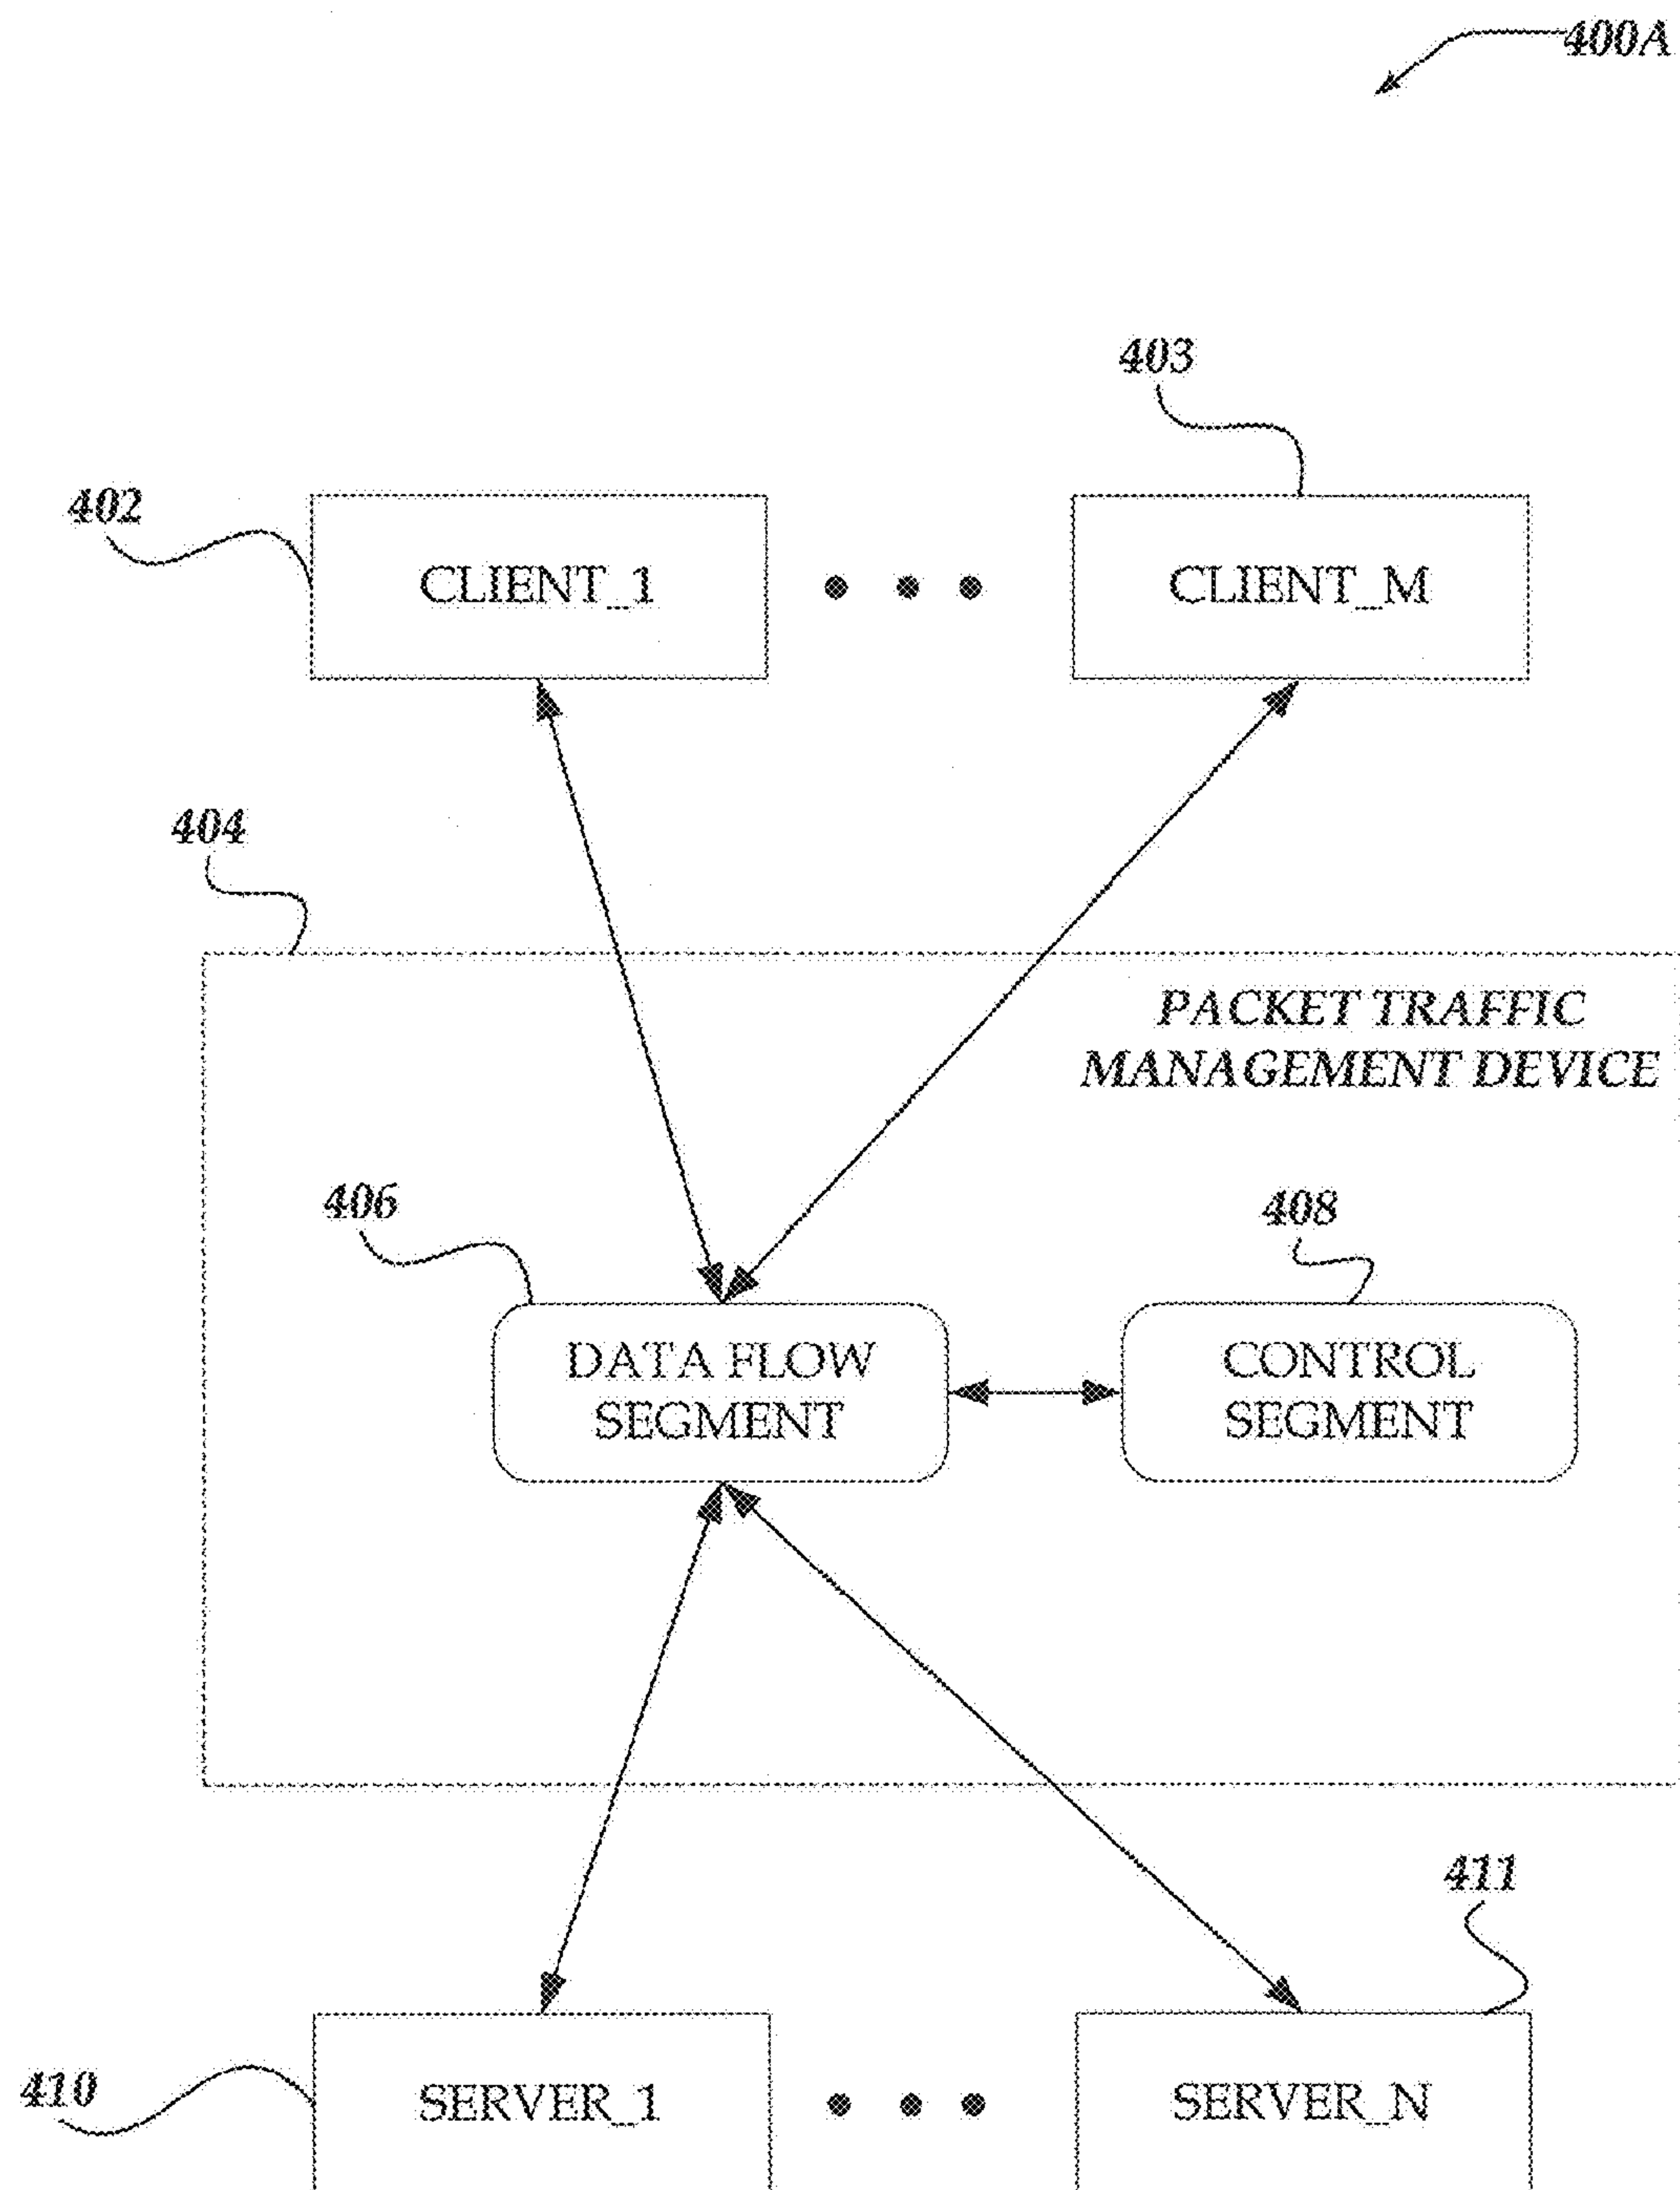 400A
403
402
CLIENT_1
CLIENT_M
404
PACKET TRAFFIC
MANAGEMENT DEVICE
406
408
DATA FLOW
SEGMENT
CONTROL
SEGMENT
411
410
SERVER_1
SERVER_N